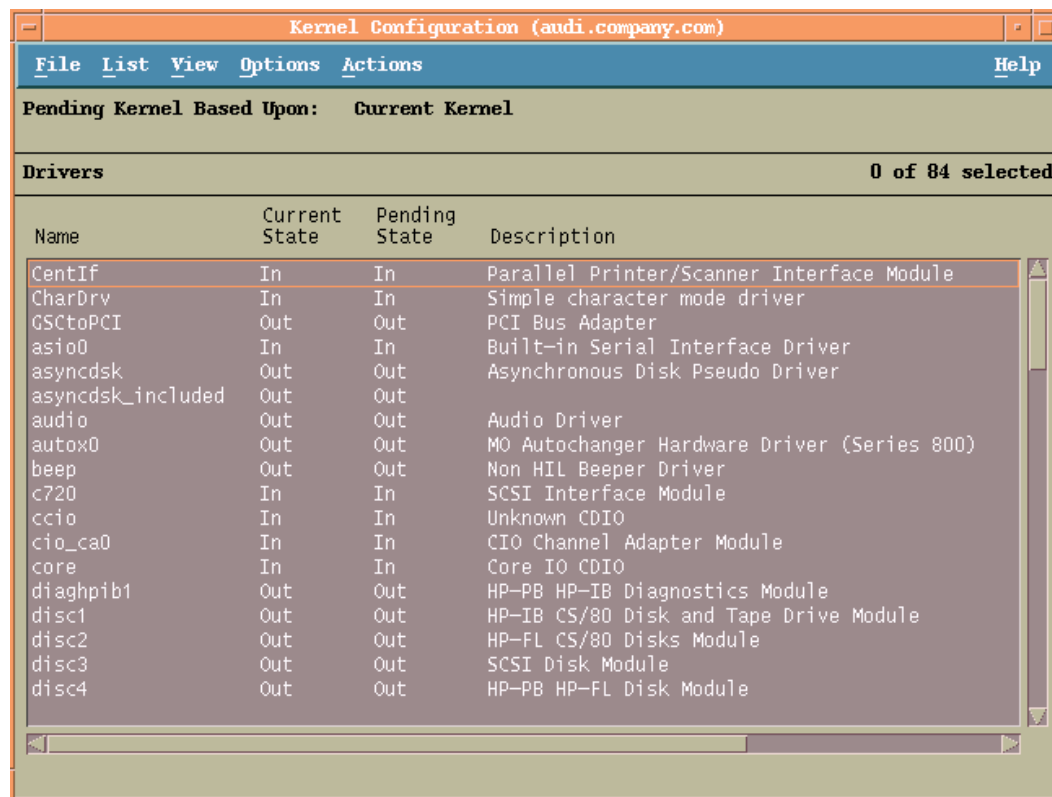 Kernel Configuration (audi.company.com)
File List View Options Actions Help
Pending Kernel Based Upon: Current Kernel
Drivers 0 of 84 selected
Current Pending
Name State State Description
CentIf In In Parallel Printer/Scanner Interface Module
CharDrv In In Simple character mode driver
GSCtoPCI Out Out PCI Bus Adapter
asio0 In In Built-in Serial Interface Driver
asyncdsk Out Out Asynchronous Disk Pseudo Driver
asyncdsk_included Out Out
audio Out Out Audio Driver
autox0 Out Out MO Autochanger Hardware Driver (Series 800)
beep Out Out Non HIL Beeper Driver
c720 In In SCSI Interface Module
ccio In In Unknown CDIO
cio_ca0 In In CIO Channel Adapter Module
core In In Core IO CDIO
diaghpib1 Out Out HP-PB HP-IB Diagnostics Module
disc1 Out Out HP-IB CS/80 Disk and Tape Drive Module
disc2 Out Out HP-FL CS/80 Disks Module
disc3 Out Out SCSI Disk Module
disc4 Out Out HP-PB HP-FL Disk Module